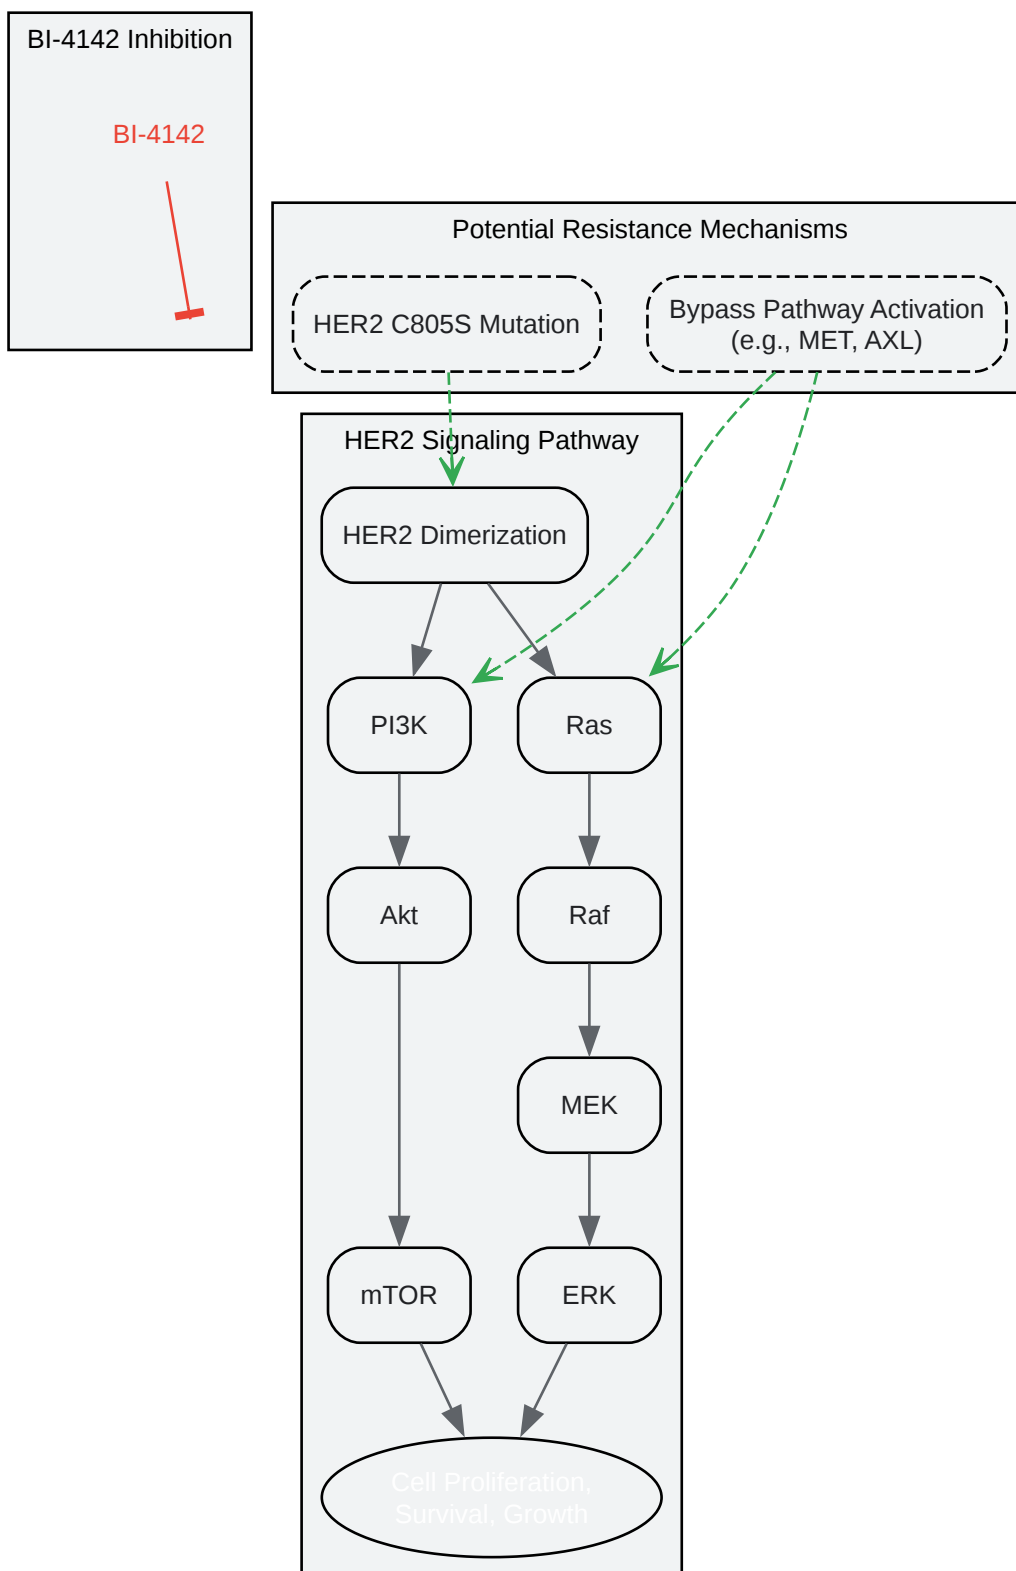 BI-4142 Inhibition
BI-4142
Potential Resistance Mechanisms
HER2 C805S Mutation
Bypass Pathway Activation
(e.g., MET, AXL)
HER2 Signaling Pathway
HER2 Dimerization
PI3K
Ras
Akt
Raf
MEK
mTOR
ERK
Cell Proliferation,
Survival, Growth